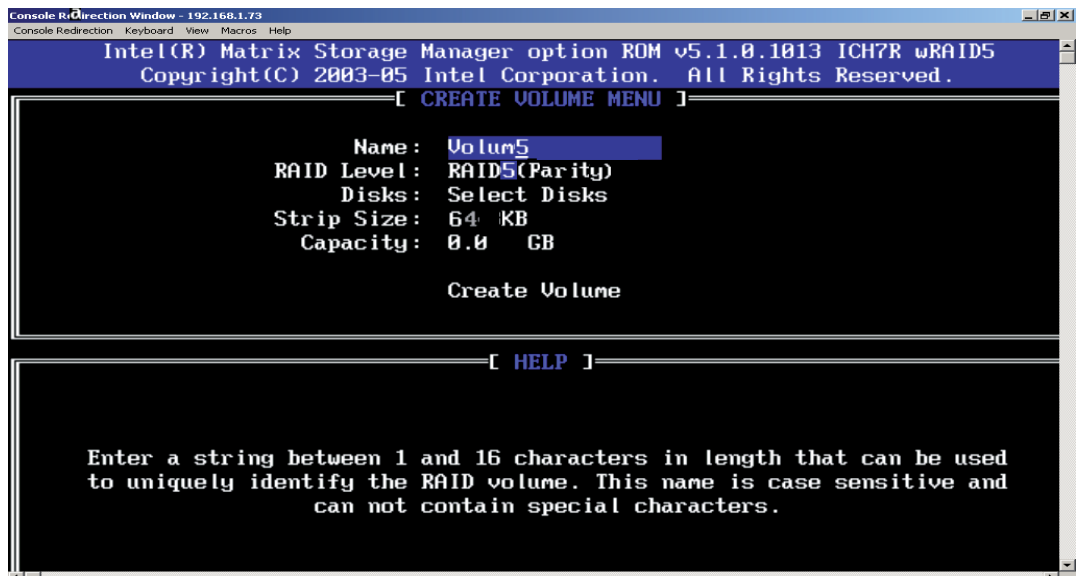 Console Redirection Window - 192.168.1.73
Console Redirection Keyboard View Macros Help
Intel(R) Matrix Storage Manager option ROM v5.1.0.1013 ICH7R wRAID5
Copyright(C) 2003-05 Intel Corporation. All Rights Reserved.
[ CREATE VOLUME MENU ]
Name: Volum5
RAID Level: RAID5(Parity)
Disks: Select Disks
Strip Size: 64 KB
Capacity: 0.0 GB
Create Volume
[ HELP ]
Enter a string between 1 and 16 characters in length that can be used
to uniquely identify the RAID volume. This name is case sensitive and
can not contain special characters.